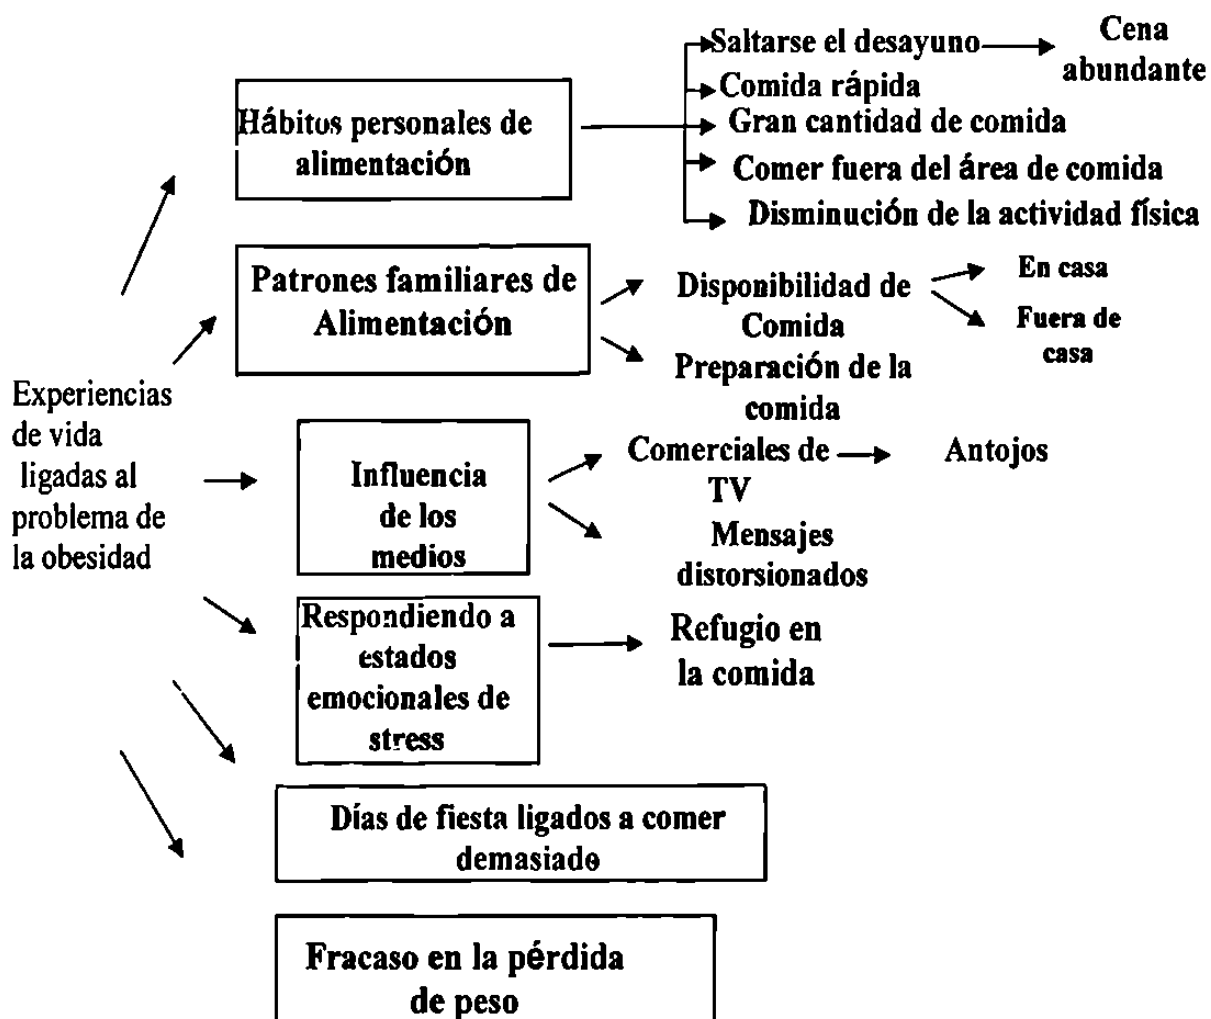 Experiencias
de vida
ligadas al
problema de
la obesidad
Hábitos personales de
alimentación
Saltarse el desayuno
Cena
abundante
Comida rápida
Gran cantidad de comida
Comer fuera del área de comida
Disminución de la actividad física
Patrones familiares de
Alimentación
Disponibilidad de
Comida
En casa
Fuera de
casa
Preparación de la
comida
Influencia
de los
medios
Comerciales de
TV
Antojos
Mensajes
distorsionados
Respondiendo a
estados
emocionales de
stress
Refugio en
la comida
Días de fiesta ligados a comer
demasiado
Fracaso en la pérdida
de peso